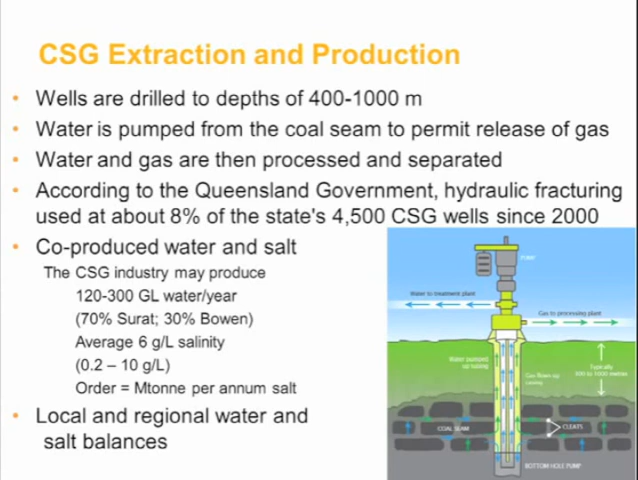 CSG Extraction and Production
• Wells are drilled to depths of 400-1000 m
• Water is pumped from the coal seam to permit release of gas
• Water and gas are then processed and separated
• According to the Queensland Government, hydraulic fracturing
used at about 8% of the state's 4,500 CSG wells since 2000
• Co-produced water and salt
The CSG industry may produce
120-300 GL water/year
(70% Surat; 30% Bowen)
Average 6 g/L salinity
(0.2 – 10 g/L)
Order = Mtonne per annum salt
• Local and regional water and
salt balances
PUMP
Water to treatment plant
Gas to processing plant
Water pumped
up tubing
Gas flows up
casing
Typically
300 to 1000 metres
COAL SEAM
CLEATS
BOTTOM HOLE PUMP